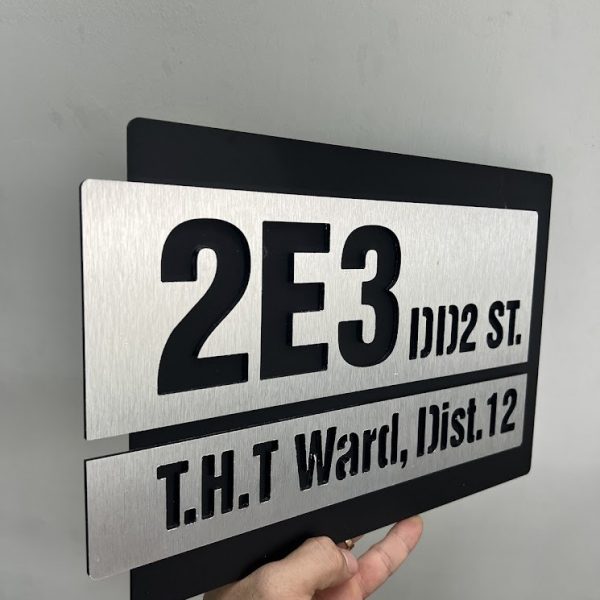 2E3 DD2 ST.
T.H.T Ward, Dist.12